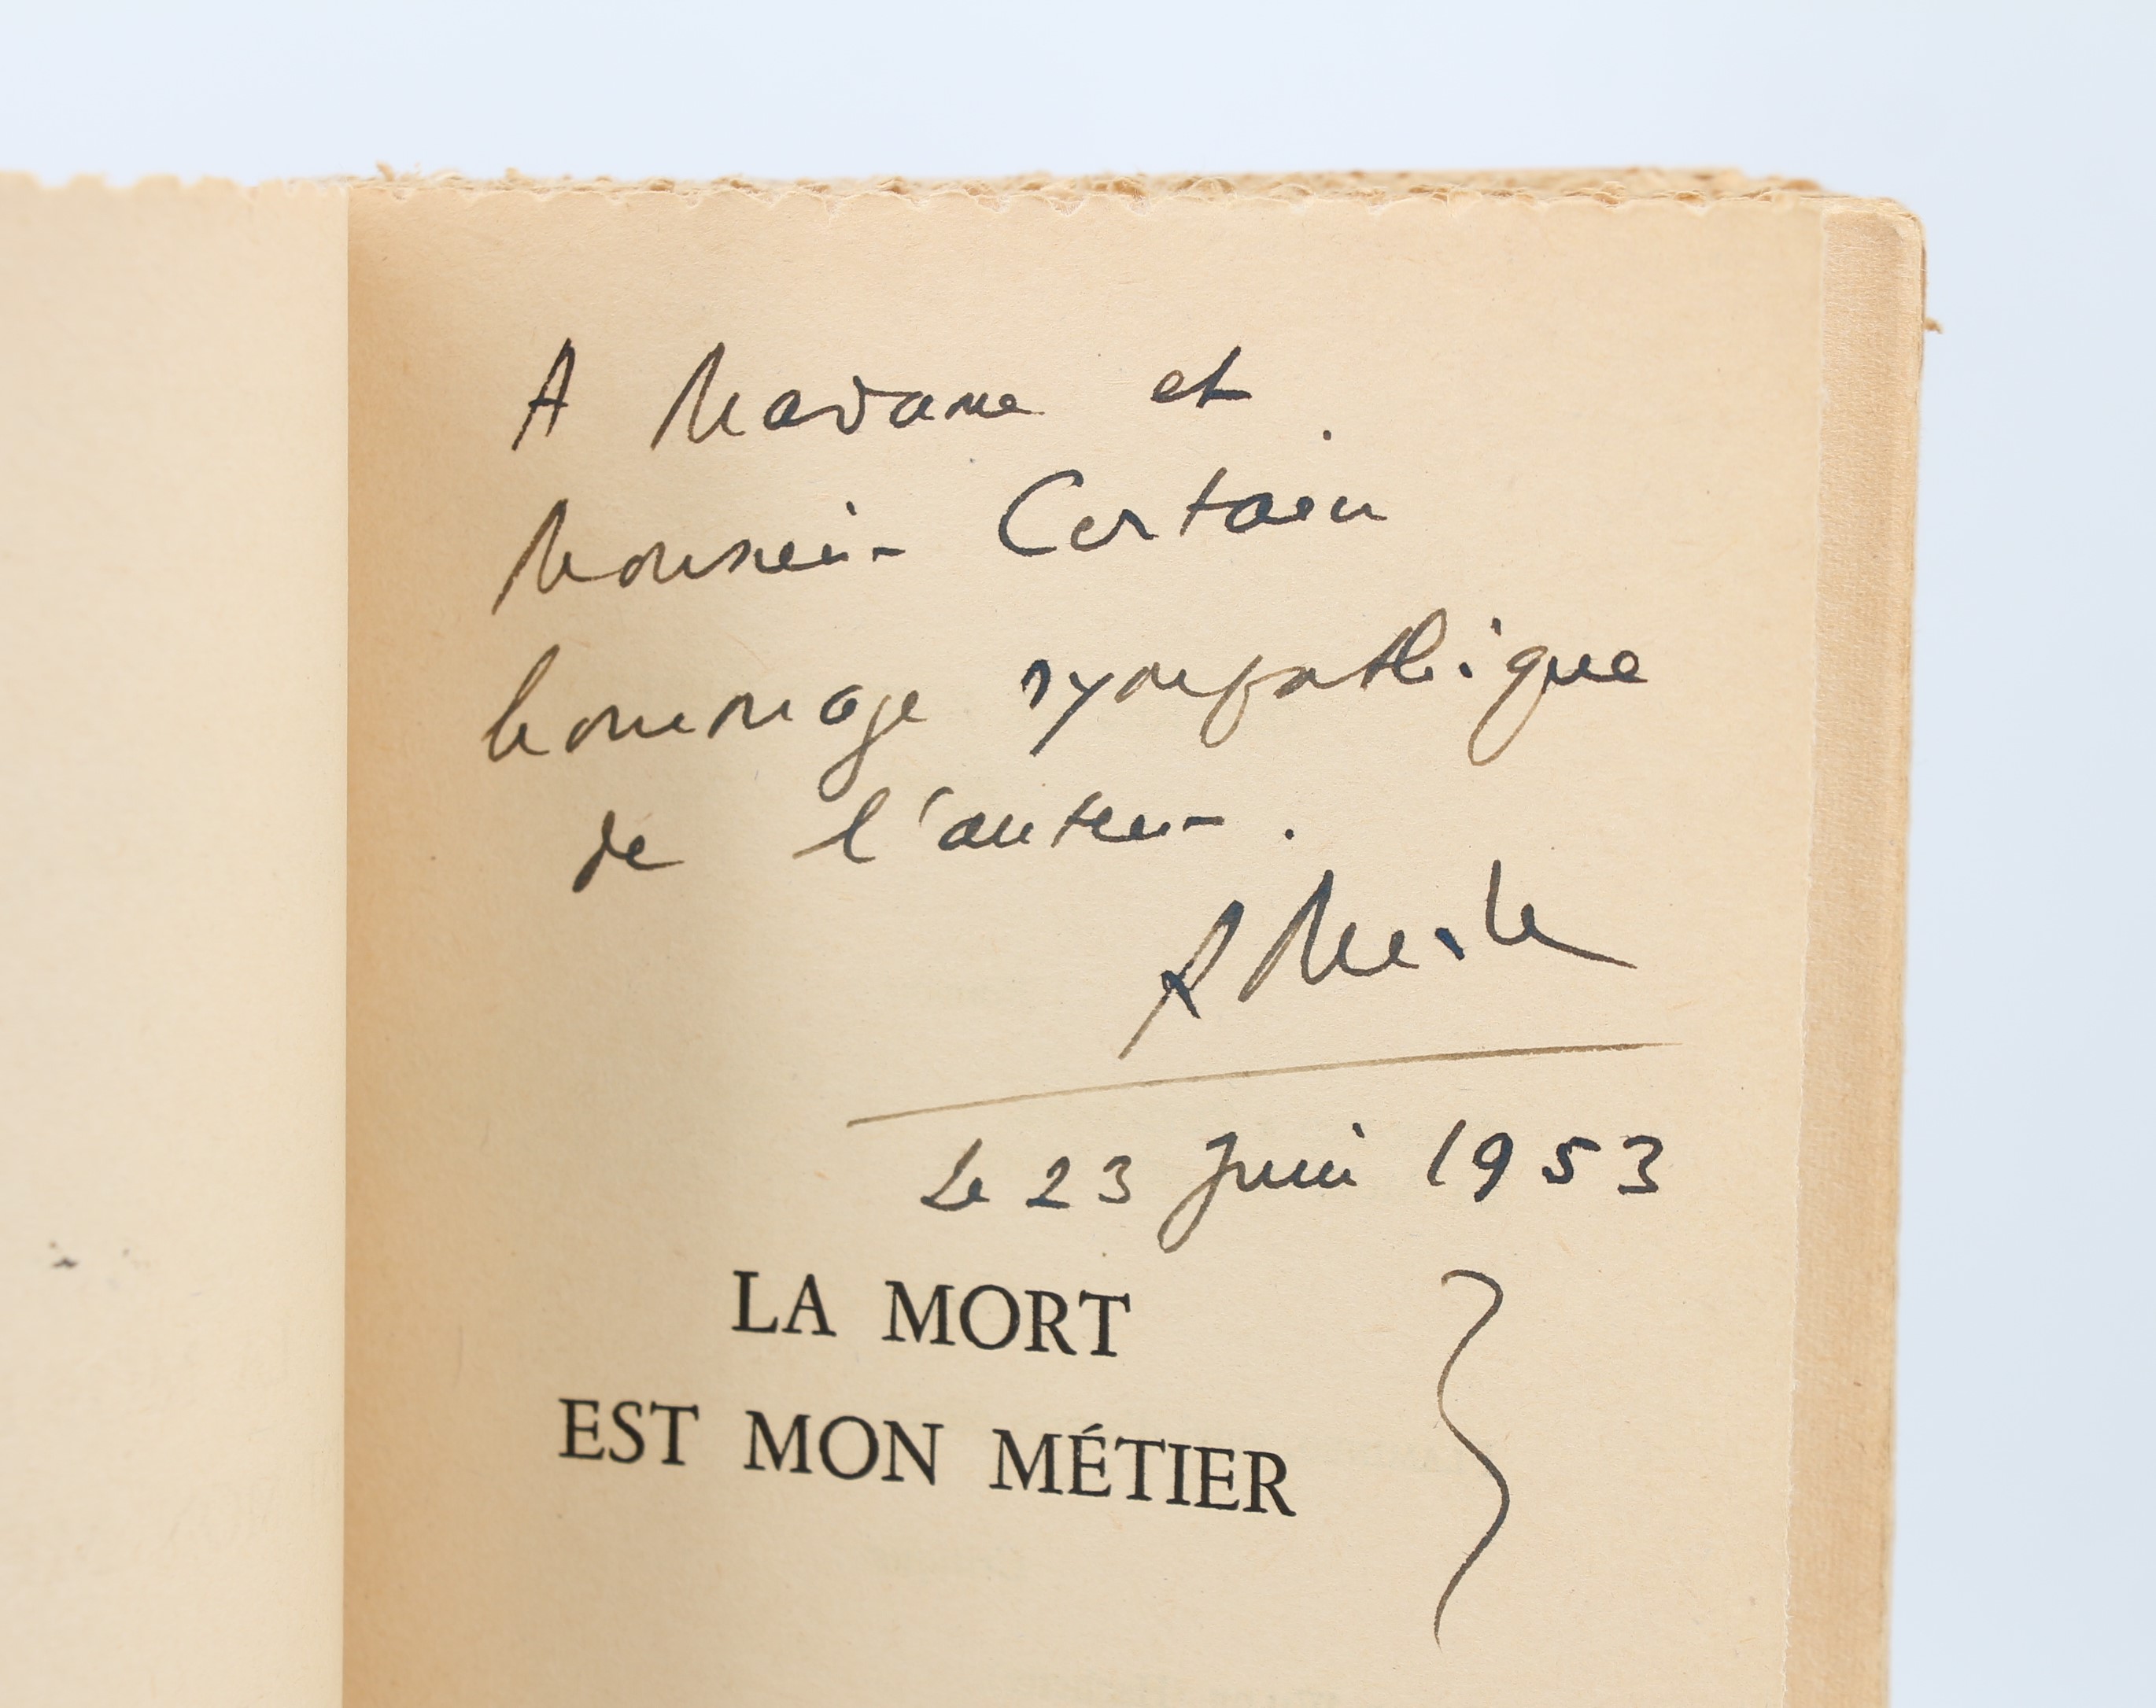 A Madame et
Monsieur Certain
hommage sympathique
de l'auteur.
R Merle
Le 23 Juin 1953
LA MORT
EST MON MÉTIER